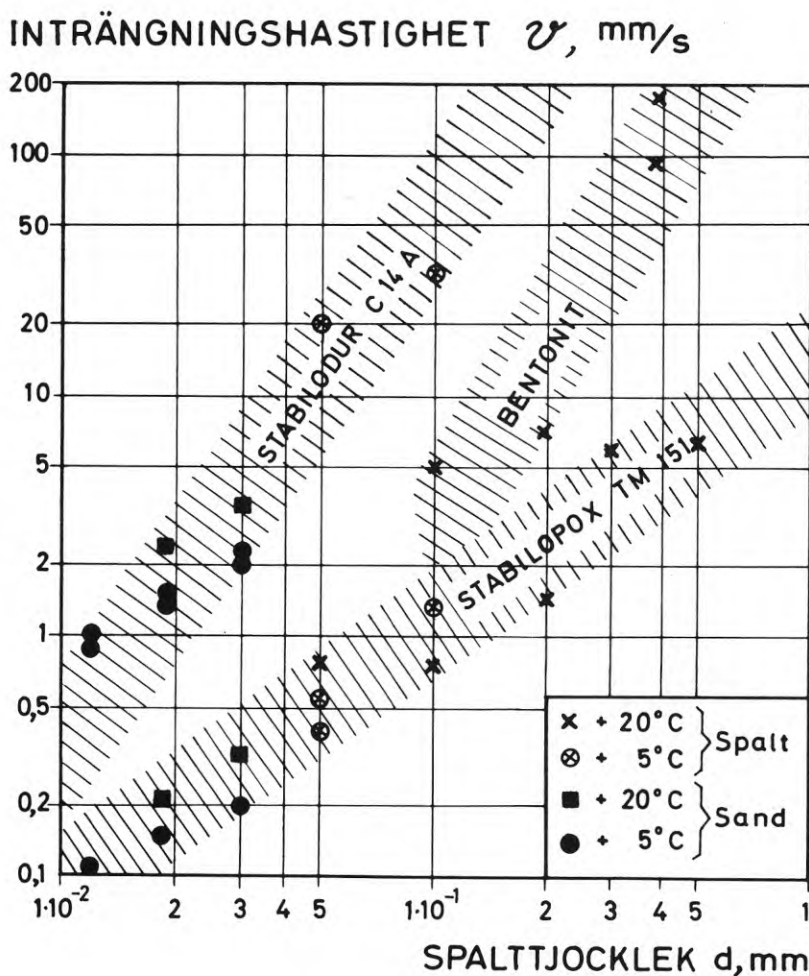 INTRÄNGNINGSHASTIGHET v, mm/s
200
100
50
20
10
5
2
1
0,5
0,2
0,1
STABILODUR C 14 A
BENTONIT
STABILOPOX TM 151
× + 20°C
⊗ + 5°C
Spalt
■ + 20°C
● + 5°C
Sand
1·10⁻² 2 3 4 5 1·10⁻¹ 2 3 4 5 1
SPALTTJOCKLEK d, mm